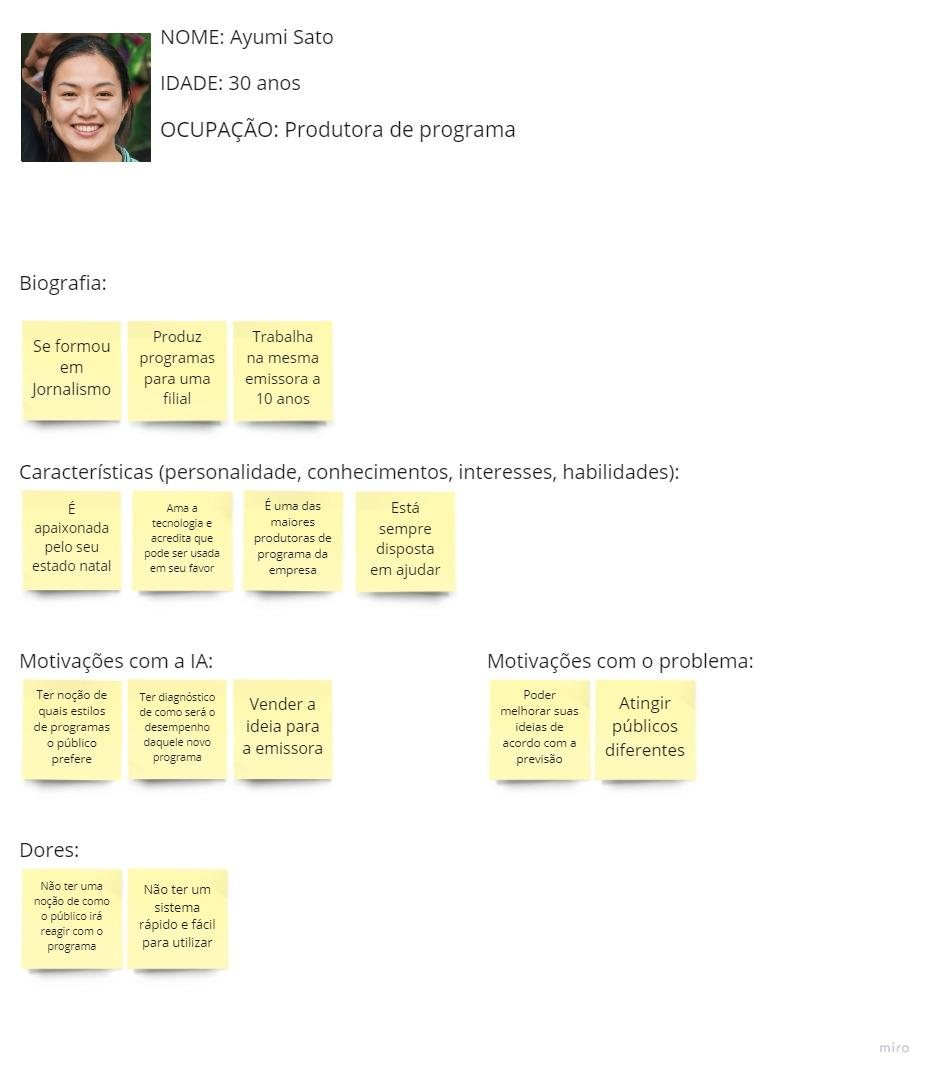 NOME: Ayumi Sato
IDADE: 30 anos
OCUPAÇÃO: Produtora de programa
Biografia:
Se formou
em
Jornalismo
Produz
programas
para uma
filial
Trabalha
na mesma
emissora a
10 anos
Características (personalidade, conhecimentos, interesses, habilidades):
É
apaixonada
pelo seu
estado natal
Ama a
tecnologia e
acredita que
pode ser usada
em seu favor
É uma das
maiores
produtoras de
programa da
empresa
Está
sempre
disposta
em ajudar
Motivações com a IA:
Ter noção de
quais estilos
de programas
o público
prefere
Ter diagnóstico
de como será o
desempenho
daquele novo
programa
Vender a
ideia para
a emissora
Motivações com o problema:
Poder
melhorar suas
ideias de
acordo com a
previsão
Atingir
públicos
diferentes
Dores:
Não ter uma
noção de como
o público irá
reagir com o
programa
Não ter um
sistema
rápido e fácil
para utilizar
miro